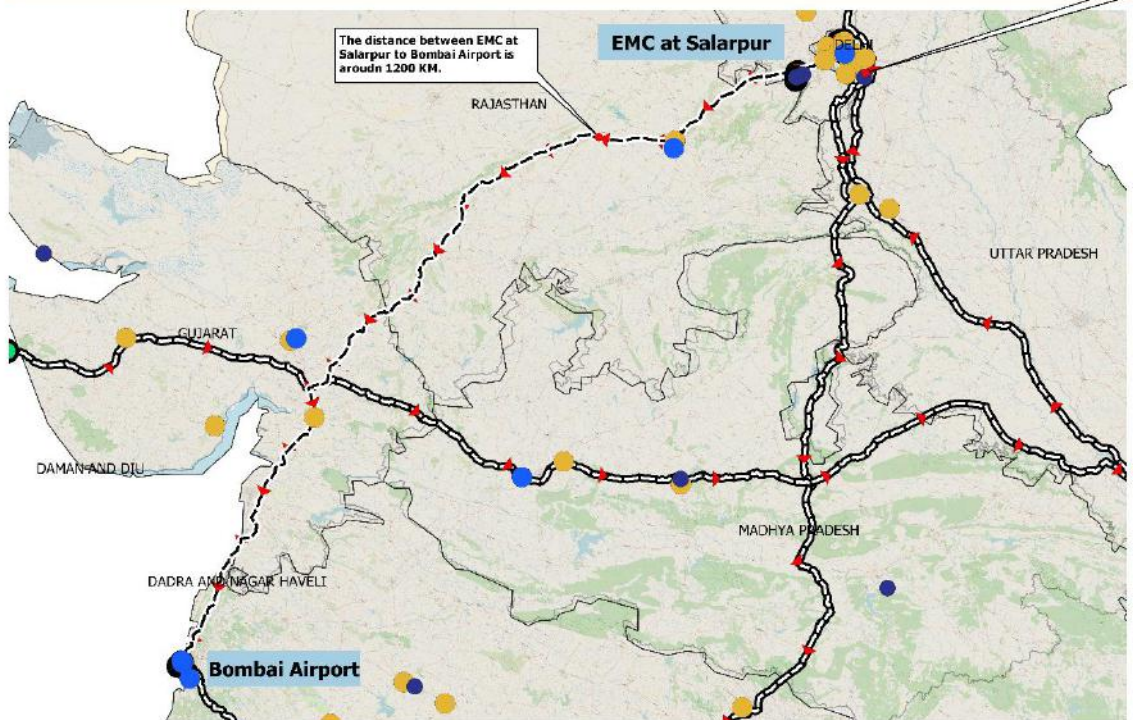 The distance between EMC at
Salarpur to Bombai Airport is
aroudn 1200 KM.
EMC at Salarpur
DELHI
RAJASTHAN
UTTAR PRADESH
GUJARAT
DAMAN AND DIU
MADHYA PRADESH
DADRA AND NAGAR HAVELI
Bombai Airport